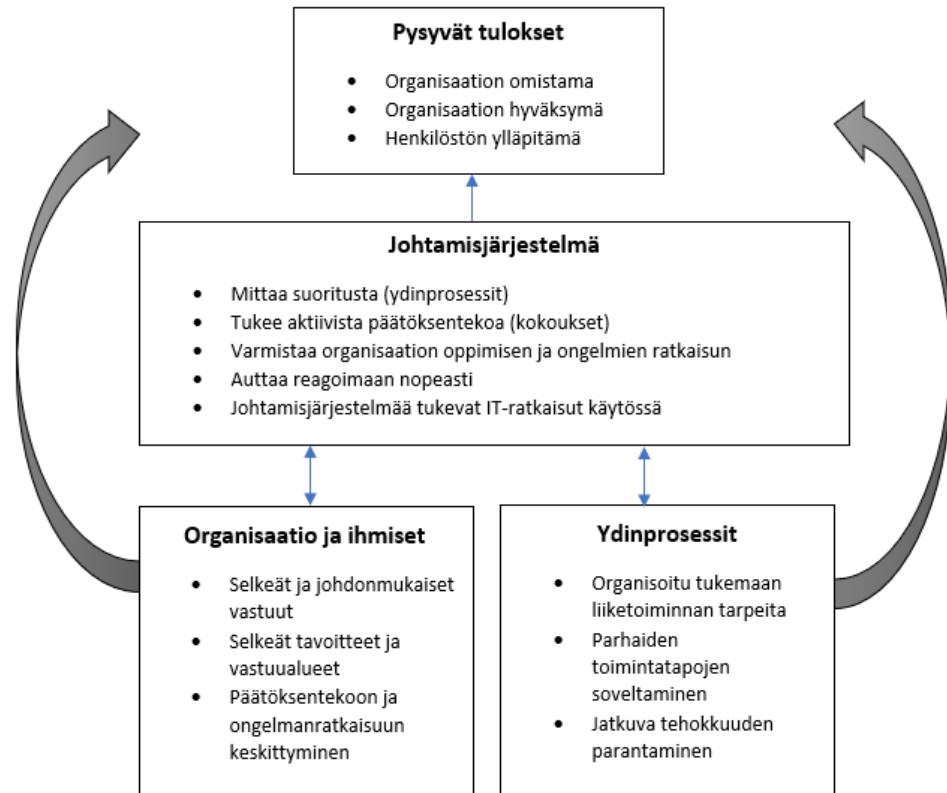 Pysyvät tulokset
• Organisaation omistama
• Organisaation hyväksymä
• Henkilöstön ylläpitämä
Johtamisjärjestelmä
• Mittaa suoritusta (ydinprosessit)
• Tukee aktiivista päätöksentekoa (kokoukset)
• Varmistaa organisaation oppimisen ja ongelmien ratkaisun
• Auttaa reagoimaan nopeasti
• Johtamisjärjestelmää tukevat IT-ratkaisut käytössä
Organisaatio ja ihmiset
• Selkeät ja johdonmukaiset
vastuut
• Selkeät tavoitteet ja
vastuualueet
• Päätöksentekoon ja
ongelmanratkaisuun
keskittyminen
Ydinprosessit
• Organisoitu tukemaan
liiketoiminnan tarpeita
• Parhaiden
toimintatapojen
soveltaminen
• Jatkuva tehokkuuden
parantaminen